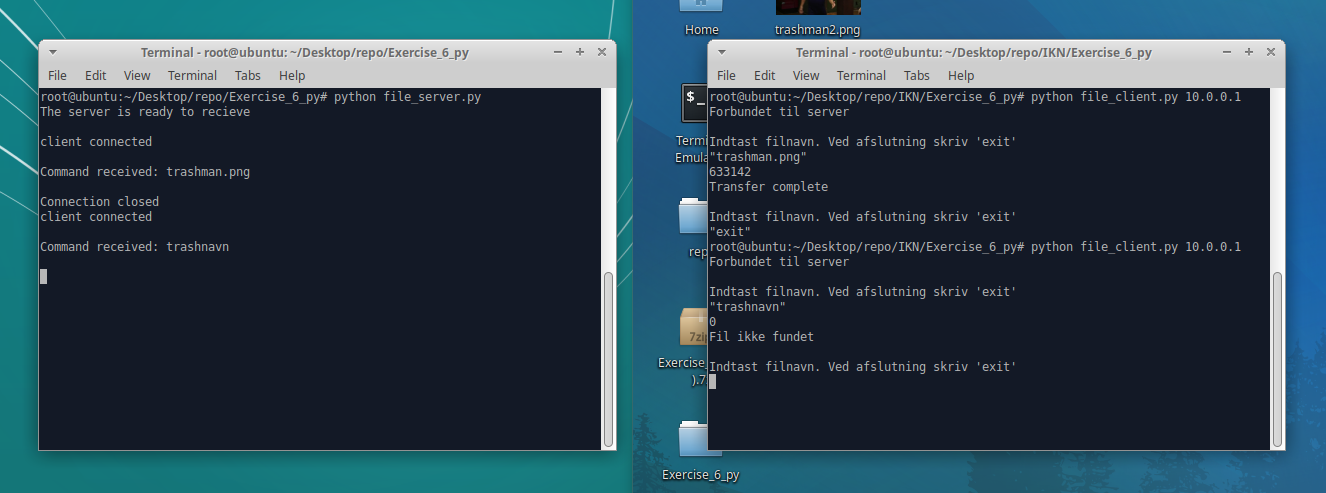 Terminal - root@ubuntu: ~/Desktop/repo/Exercise_6_py
File Edit View Terminal Tabs Help
root@ubuntu:~/Desktop/repo/Exercise_6_py# python file_server.py
The server is ready to recieve
client connected
Command received: trashman.png
Connection closed
client connected
Command received: trashnavn
Home
trashman2.png
$_
Termi
Emula
rep
7zip
Exercise_
).7
Exercise_6_py
Terminal - root@ubuntu: ~/Desktop/repo/IKN/Exercise_6_py
File Edit View Terminal Tabs Help
root@ubuntu:~/Desktop/repo/IKN/Exercise_6_py# python file_client.py 10.0.0.1
Forbundet til server
Indtast filnavn. Ved afslutning skriv 'exit'
"trashman.png"
633142
Transfer complete
Indtast filnavn. Ved afslutning skriv 'exit'
"exit"
root@ubuntu:~/Desktop/repo/IKN/Exercise_6_py# python file_client.py 10.0.0.1
Forbundet til server
Indtast filnavn. Ved afslutning skriv 'exit'
"trashnavn"
0
Fil ikke fundet
Indtast filnavn. Ved afslutning skriv 'exit'